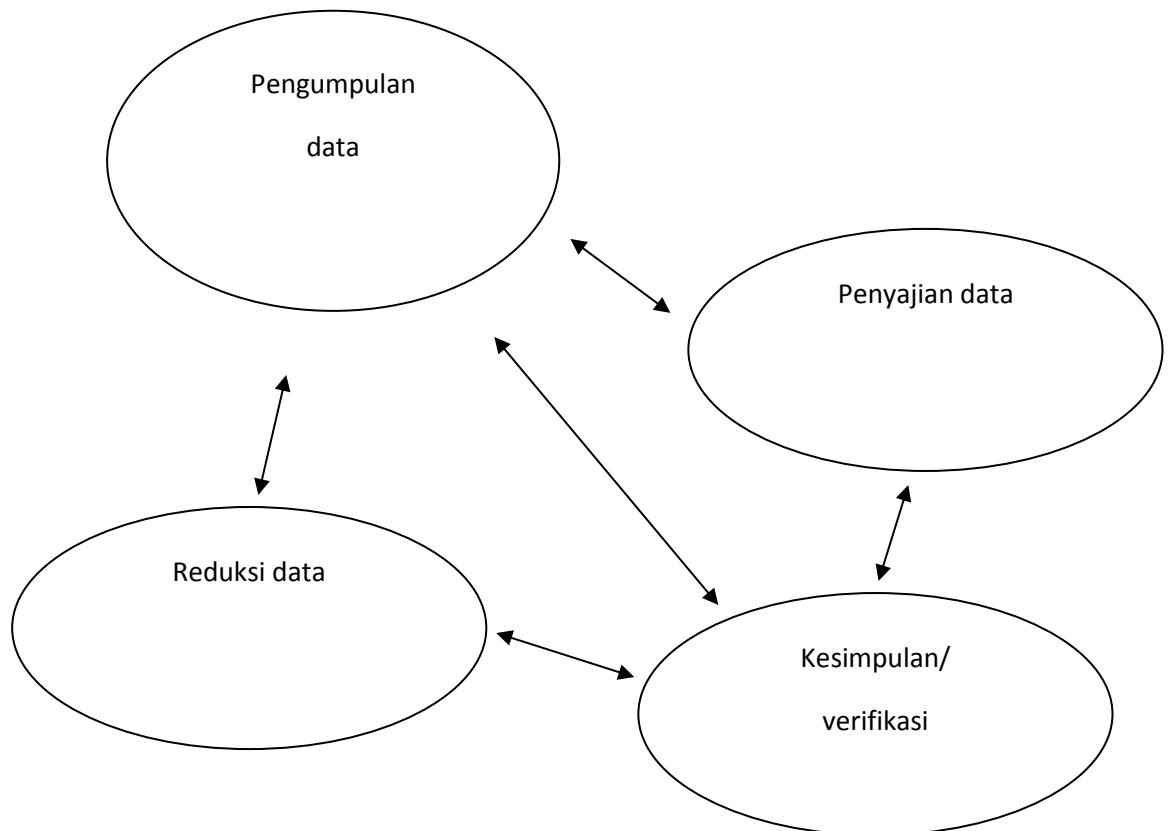 Pengumpulan
data
Penyajian data
Reduksi data
Kesimpulan/
verifikasi